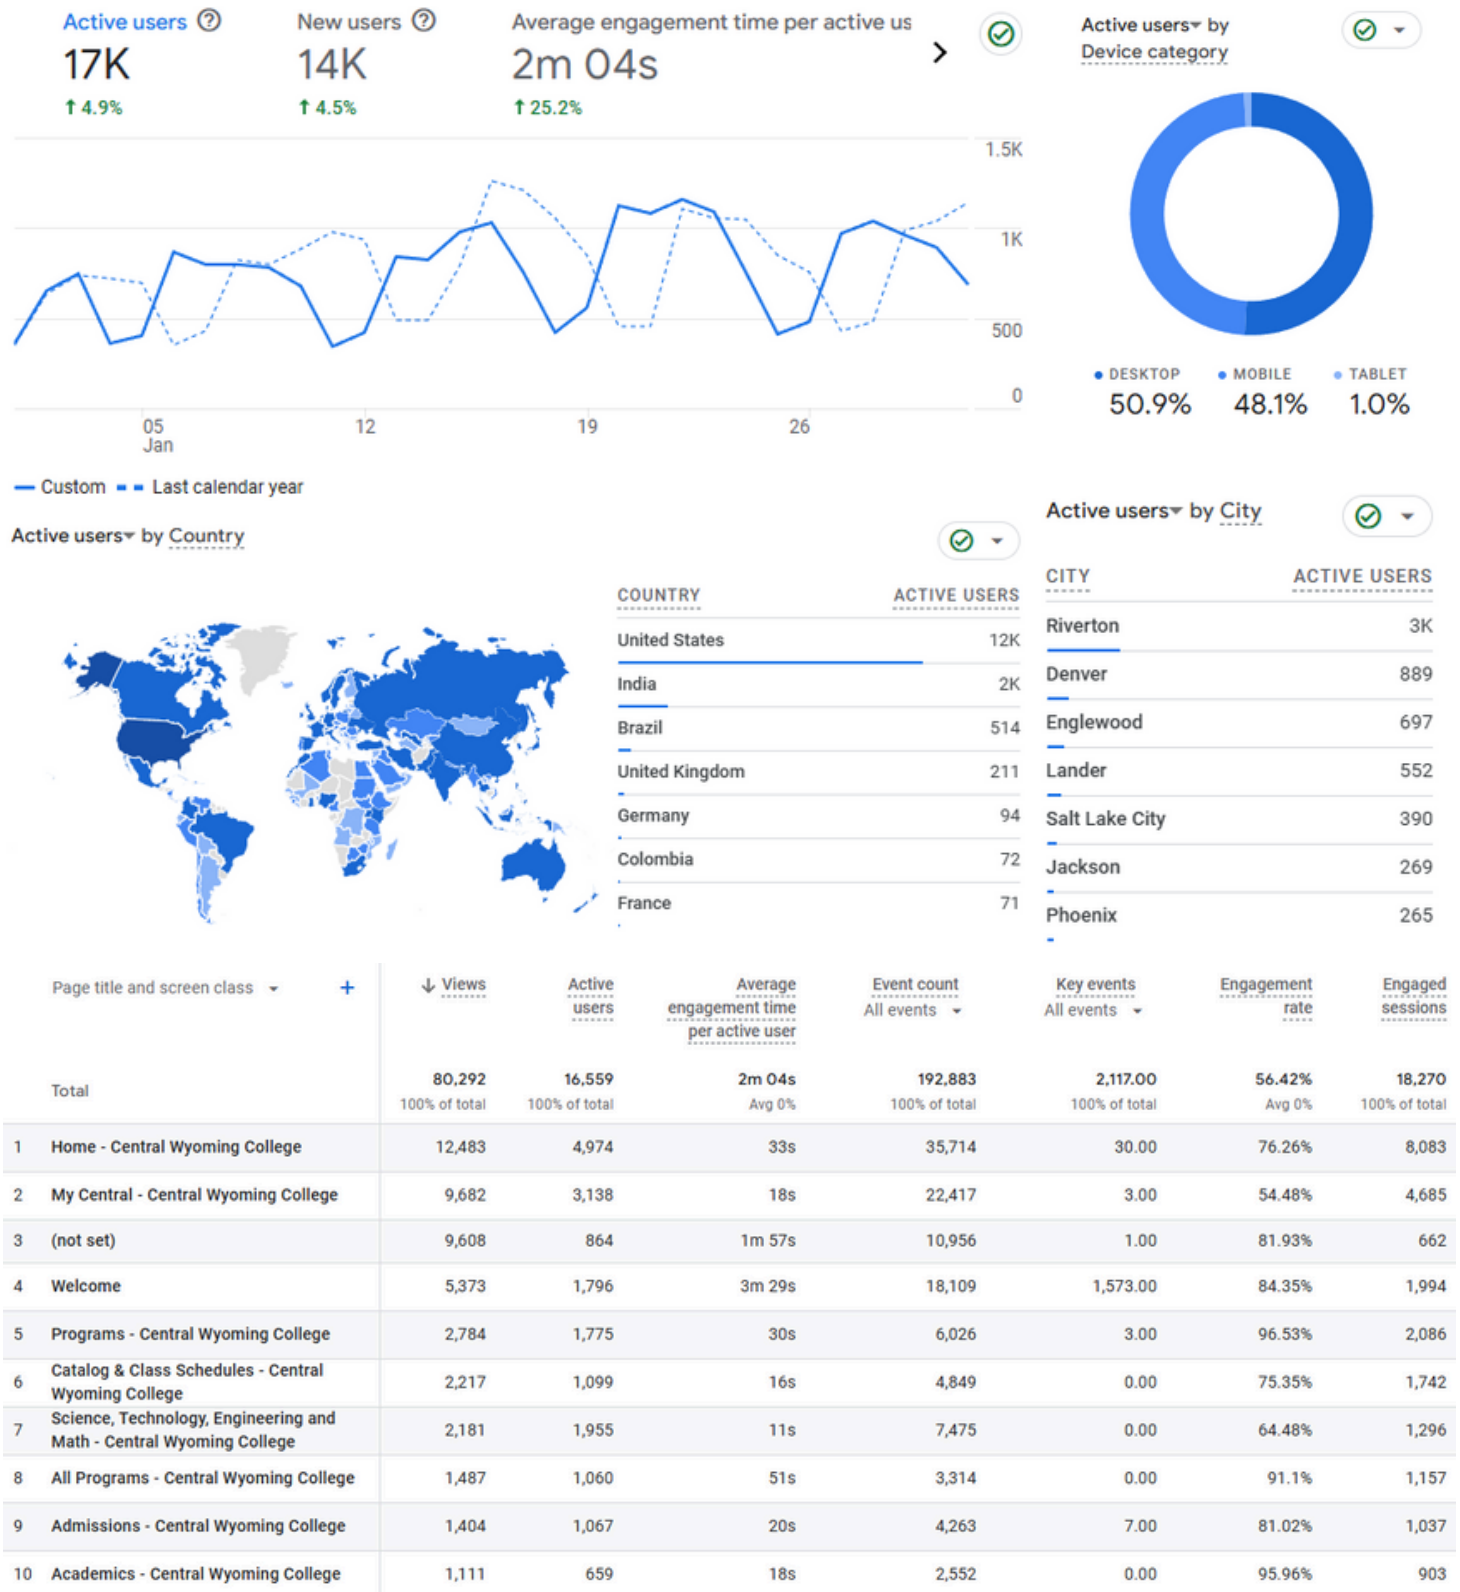 Active users
New users
Average engagement time per active us
17K
14K
2m 04s
↑ 4.9%
↑ 4.5%
↑ 25.2%
1.5K
1K
500
0
05
Jan
12
19
26
Custom
Last calendar year
Active users by
Device category
DESKTOP
MOBILE
TABLET
50.9%
48.1%
1.0%
Active users by Country
COUNTRY ACTIVE USERS
United States 12K
India 2K
Brazil 514
United Kingdom 211
Germany 94
Colombia 72
France 71
Active users by City
CITY ACTIVE USERS
Riverton 3K
Denver 889
Englewood 697
Lander 552
Salt Lake City 390
Jackson 269
Phoenix 265
Page title and screen class +
↓ Views
Active
users
Average
engagement time
per active user
Event count
All events
Key events
All events
Engagement
rate
Engaged
sessions
Total
80,292 16,559 2m 04s 192,883 2,117.00 56.42% 18,270
100% of total 100% of total Avg 0% 100% of total 100% of total Avg 0% 100% of total
1 Home - Central Wyoming College 12,483 4,974 33s 35,714 30.00 76.26% 8,083
2 My Central - Central Wyoming College 9,682 3,138 18s 22,417 3.00 54.48% 4,685
3 (not set) 9,608 864 1m 57s 10,956 1.00 81.93% 662
4 Welcome 5,373 1,796 3m 29s 18,109 1,573.00 84.35% 1,994
5 Programs - Central Wyoming College 2,784 1,775 30s 6,026 3.00 96.53% 2,086
6 Catalog & Class Schedules - Central
Wyoming College 2,217 1,099 16s 4,849 0.00 75.35% 1,742
7 Science, Technology, Engineering and
Math - Central Wyoming College 2,181 1,955 11s 7,475 0.00 64.48% 1,296
8 All Programs - Central Wyoming College 1,487 1,060 51s 3,314 0.00 91.1% 1,157
9 Admissions - Central Wyoming College 1,404 1,067 20s 4,263 7.00 81.02% 1,037
10 Academics - Central Wyoming College 1,111 659 18s 2,552 0.00 95.96% 903